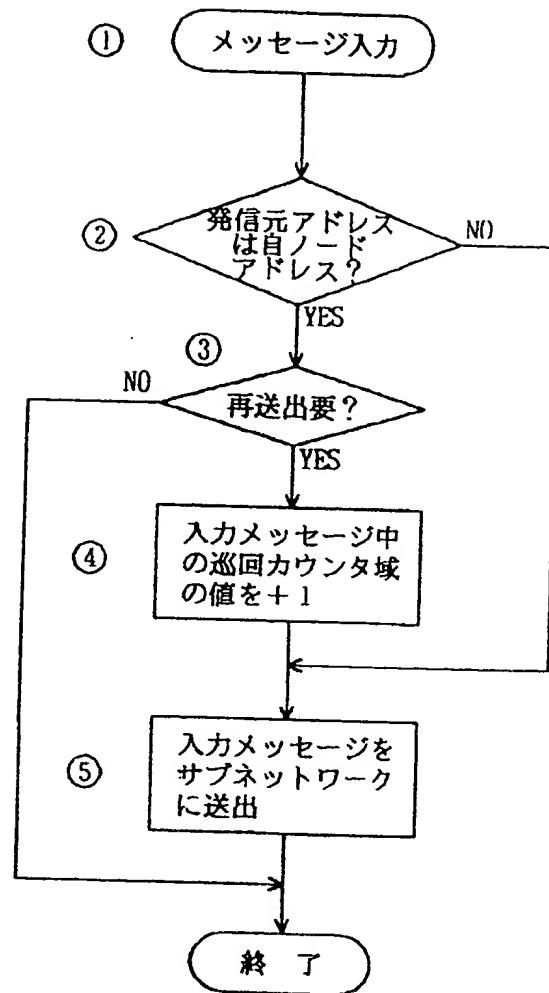 ① メッセージ入力
② 発信元アドレス
は自ノード
アドレス？
NO
YES
③
NO
再送出要？
YES
④ 入力メッセージ中
の巡回カウンタ域
の値を＋１
⑤ 入力メッセージを
サブネットワーク
に送出
終 了